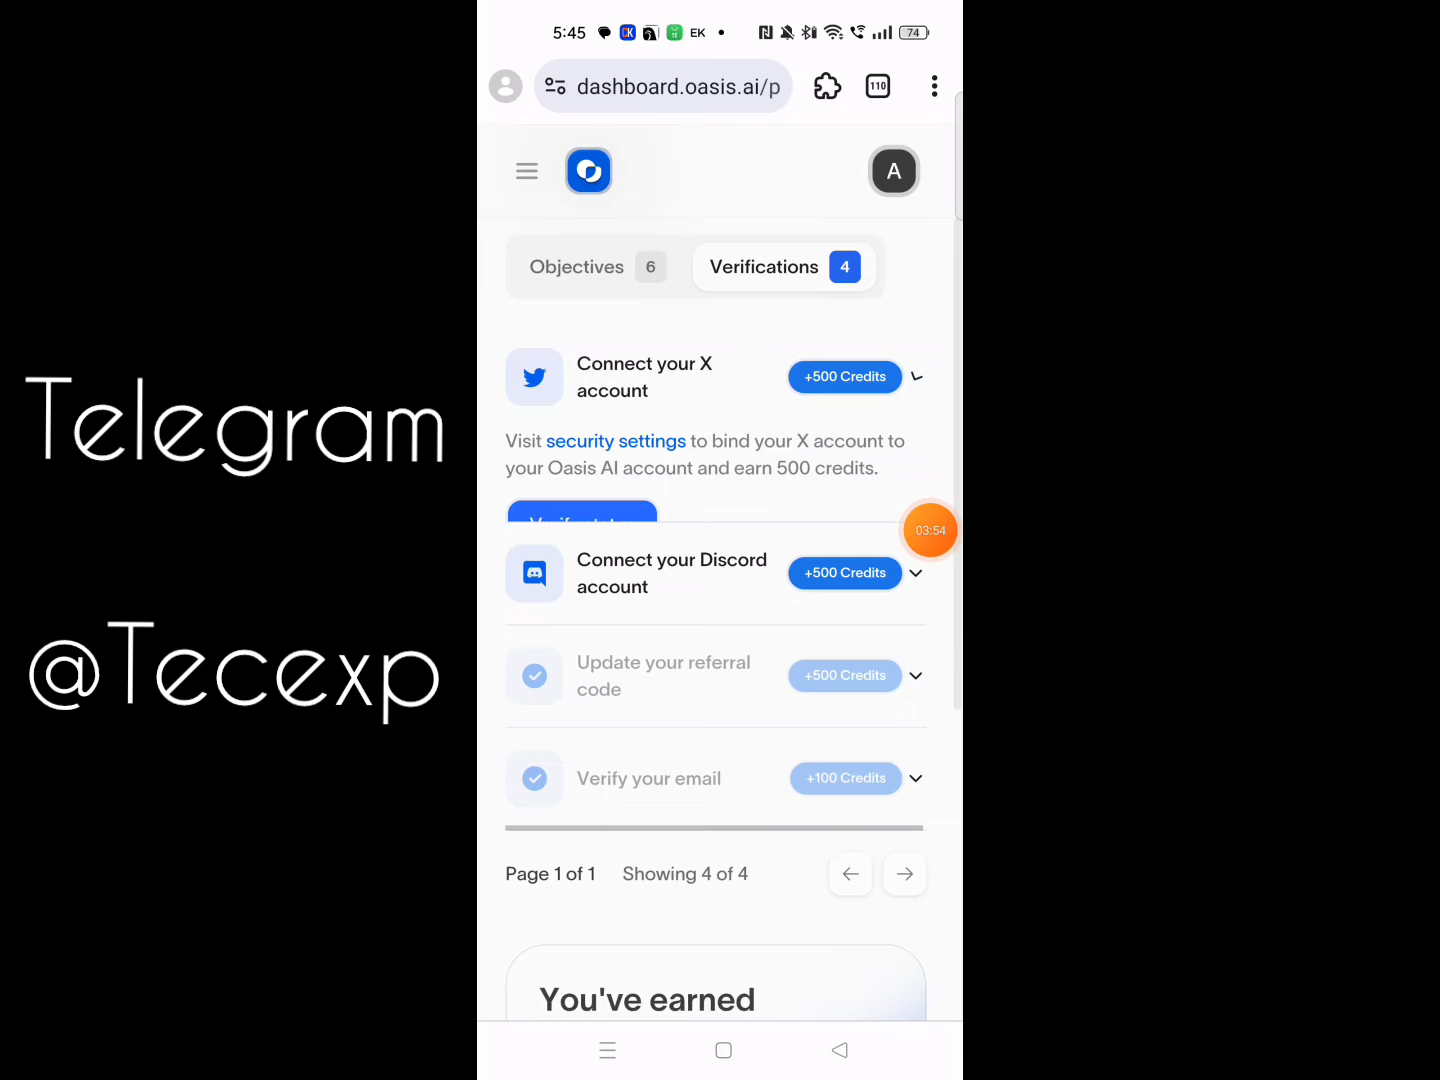 5:45
EK
74
dashboard.oasis.ai/p
110
A
Objectives 6
Verifications 4
Connect your X
account
+500 Credits
Visit security settings to bind your X account to
your Oasis AI account and earn 500 credits.
03:54
Connect your Discord
account
+500 Credits
Update your referral
code
+500 Credits
Verify your email
+100 Credits
Page 1 of 1
Showing 4 of 4
You've earned
Telegram
@Tecexp